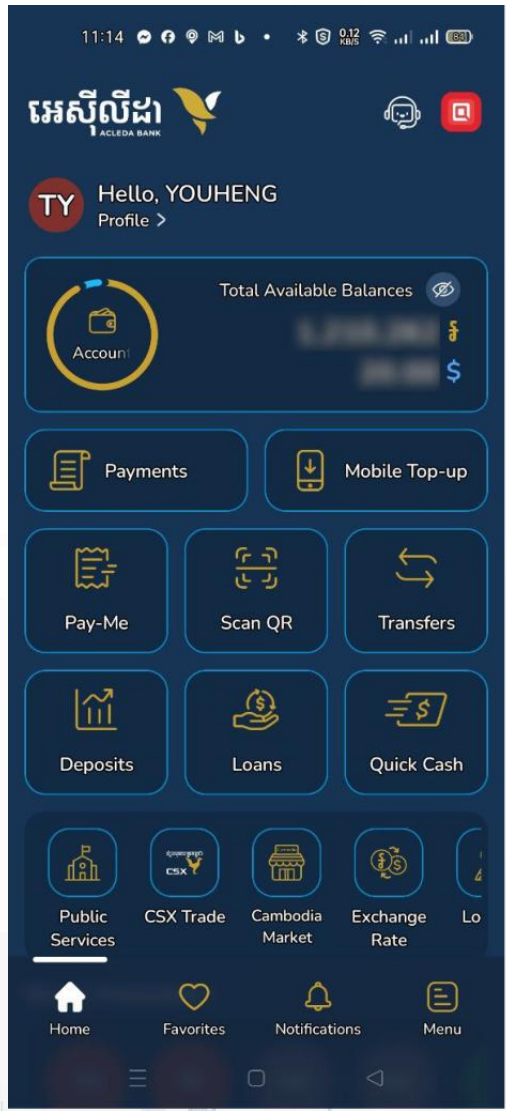 11:14
0.12 KB/S
84
អេស៊ីលីដា
ACLEDA BANK
TY
Hello, YOUHENG
Profile >
Total Available Balances
Account
៛
$
Payments
Mobile Top-up
Pay-Me
Scan QR
Transfers
Deposits
Loans
Quick Cash
CSX
Public Services
CSX Trade
Cambodia Market
Exchange Rate
Lo
Home
Favorites
Notifications
Menu